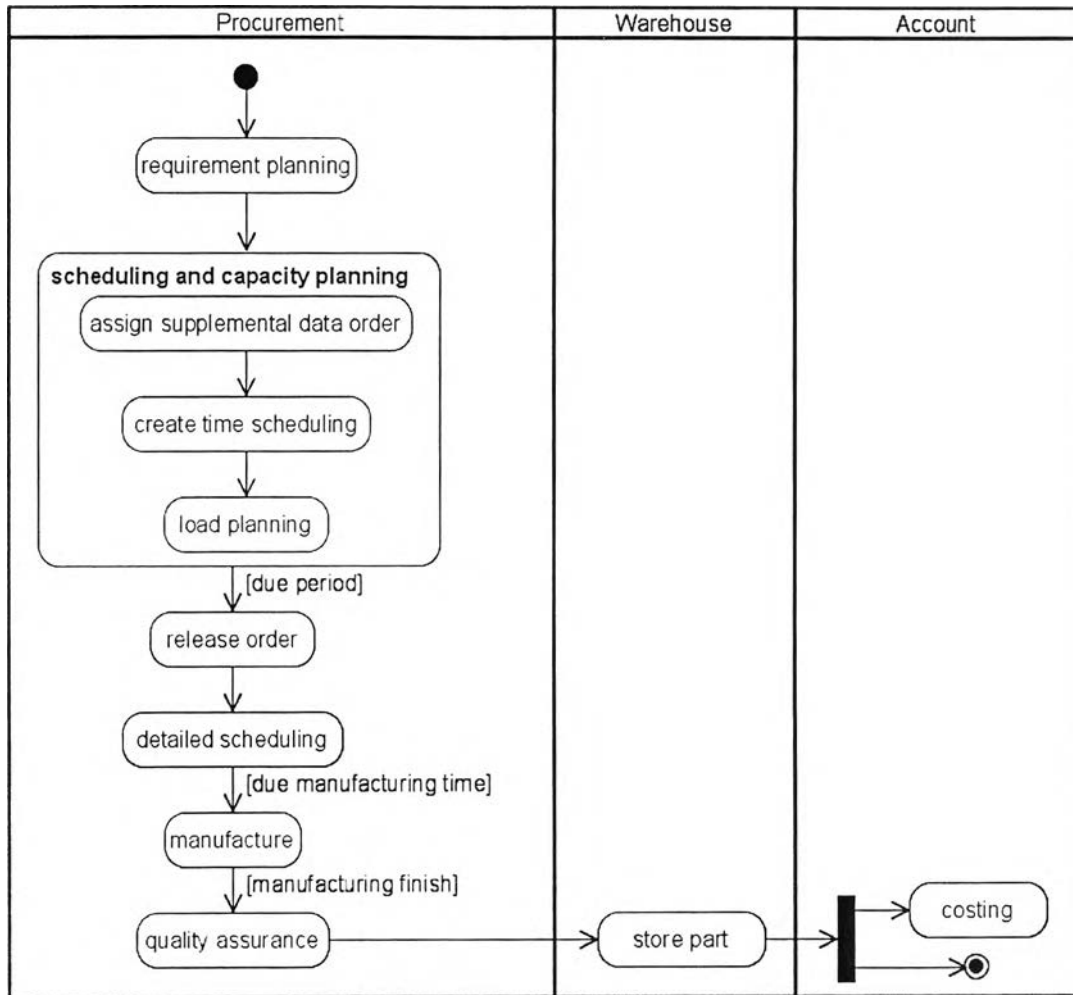 Procurement
Warehouse
Account
requirement planning
scheduling and capacity planning
assign supplemental data order
create time scheduling
load planning
[due period]
release order
detailed scheduling
[due manufacturing time]
manufacture
[manufacturing finish]
quality assurance
store part
costing